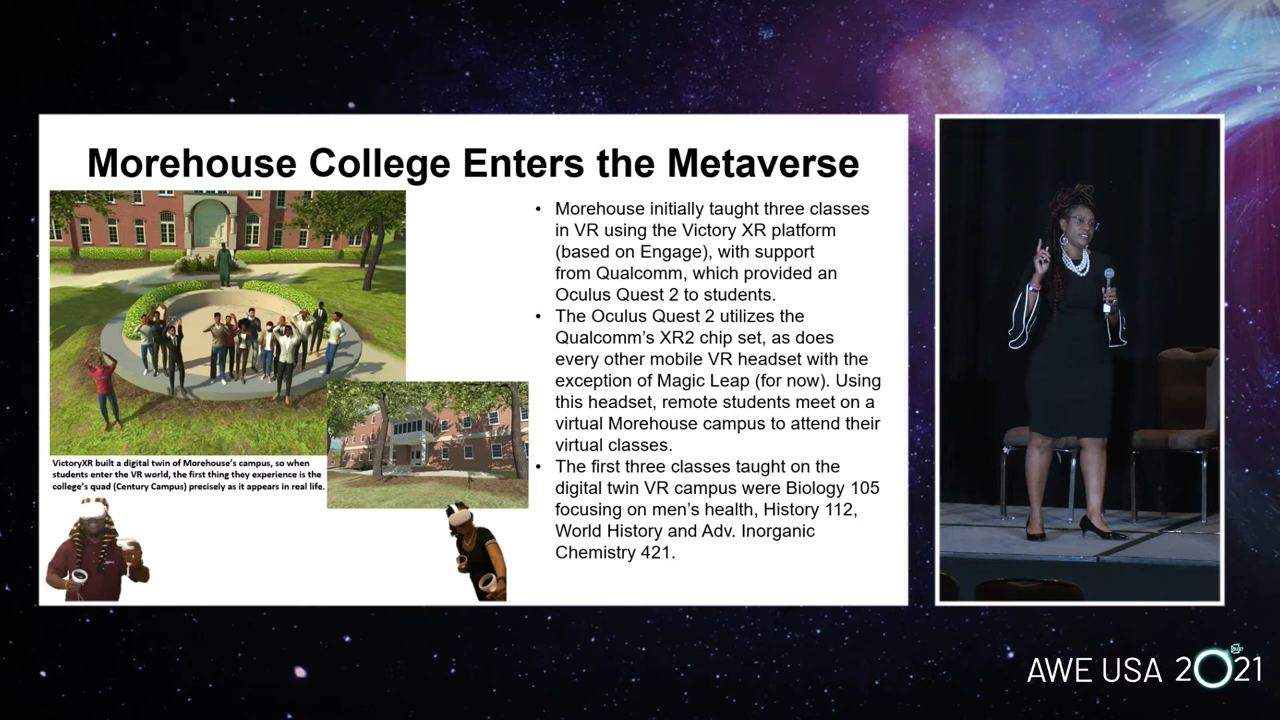 Morehouse College Enters the Metaverse
• Morehouse initially taught three classes
in VR using the Victory XR platform
(based on Engage), with support
from Qualcomm, which provided an
Oculus Quest 2 to students.
• The Oculus Quest 2 utilizes the
Qualcomm's XR2 chip set, as does
every other mobile VR headset with the
exception of Magic Leap (for now). Using
this headset, remote students meet on a
virtual Morehouse campus to attend their
virtual classes.
• The first three classes taught on the
digital twin VR campus were Biology 105
focusing on men's health, History 112,
World History and Adv. Inorganic
Chemistry 421.
VictoryXR built a digital twin of Morehouse's campus, so when
students enter the VR world, the first thing they experience is the
college's quad (Century Campus) precisely as it appears in real life.
AWE USA 2021